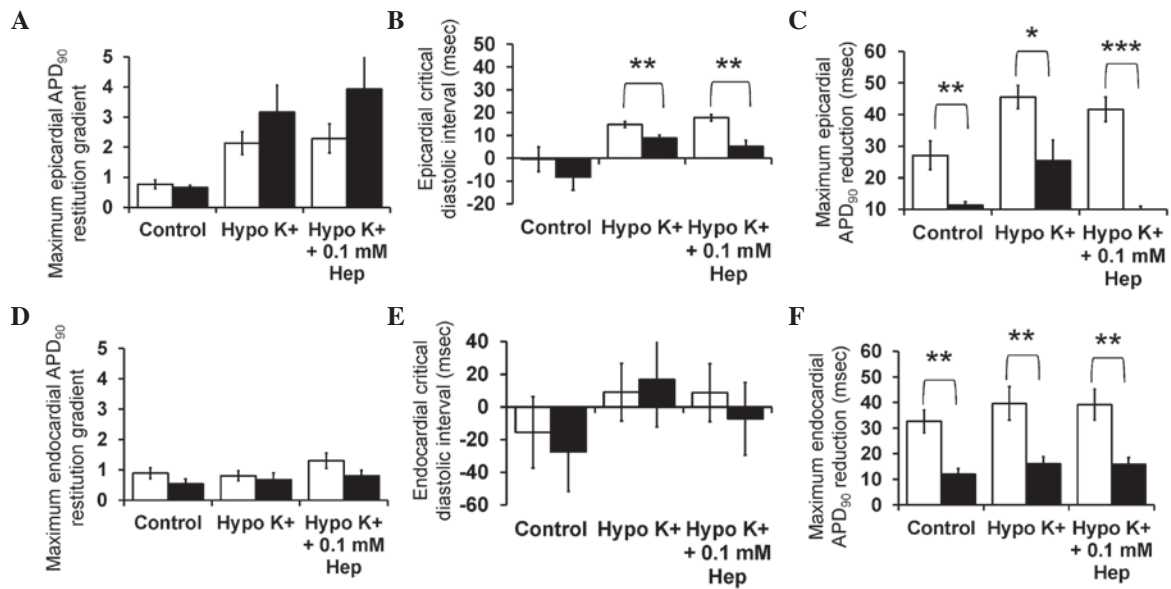 A
Maximum epicardial APD90
restitution gradient
5
4
3
2
1
0
Control
Hypo K+
Hypo K+
+ 0.1 mM
Hep
B
Epicardial critical
diastolic interval (msec)
50
40
30
20
10
0
-10
-20
**
**
Control
Hypo K+
Hypo K+
+ 0.1 mM
Hep
C
Maximum epicardial
APD90 reduction (msec)
60
50
40
30
20
10
**
*
***
Control
Hypo K+
Hypo K+
+ 0.1 mM
Hep
D
Maximum endocardial APD90
restitution gradient
5
4
3
2
1
0
Control
Hypo K+
Hypo K+
+ 0.1 mM
Hep
E
Endocardial critical
diastolic interval (msec)
40
20
0
-20
-40
-60
Control
Hypo K+
Hypo K+
+ 0.1 mM
Hep
F
Maximum endocardial
APD90 reduction (msec)
60
50
40
30
20
10
0
**
**
**
Control
Hypo K+
Hypo K+
+ 0.1 mM
Hep